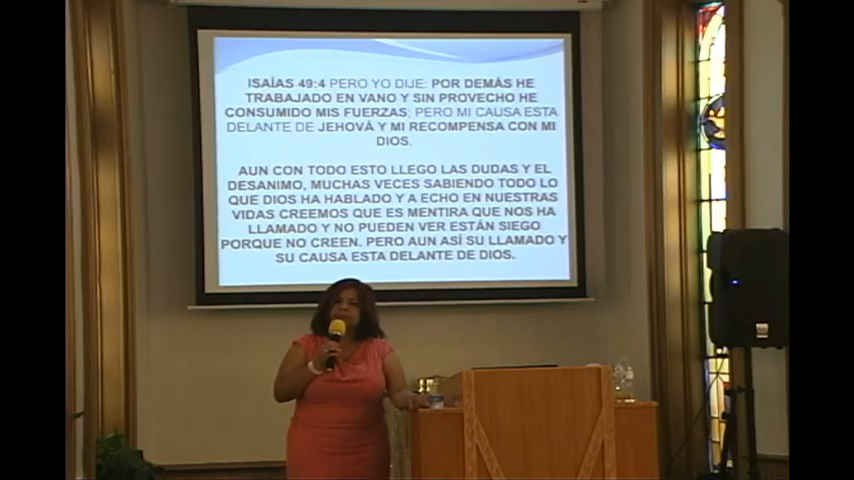 ISAÍAS 49:4 PERO YO DIJE: POR DEMÁS HE
TRABAJADO EN VANO Y SIN PROVECHO HE
CONSUMIDO MIS FUERZAS; PERO MI CAUSA ESTA
DELANTE DE JEHOVÁ Y MI RECOMPENSA CON MI
DIOS.
AUN CON TODO ESTO LLEGO LAS DUDAS Y EL
DESANIMO, MUCHAS VECES SABIENDO TODO LO
QUE DIOS HA HABLADO Y A ECHO EN NUESTRAS
VIDAS CREEMOS QUE ES MENTIRA QUE NOS HA
LLAMADO Y NO PUEDEN VER ESTÁN SIEGO
PORQUE NO CREEN. PERO AUN ASÍ SU LLAMADO Y
SU CAUSA ESTA DELANTE DE DIOS.